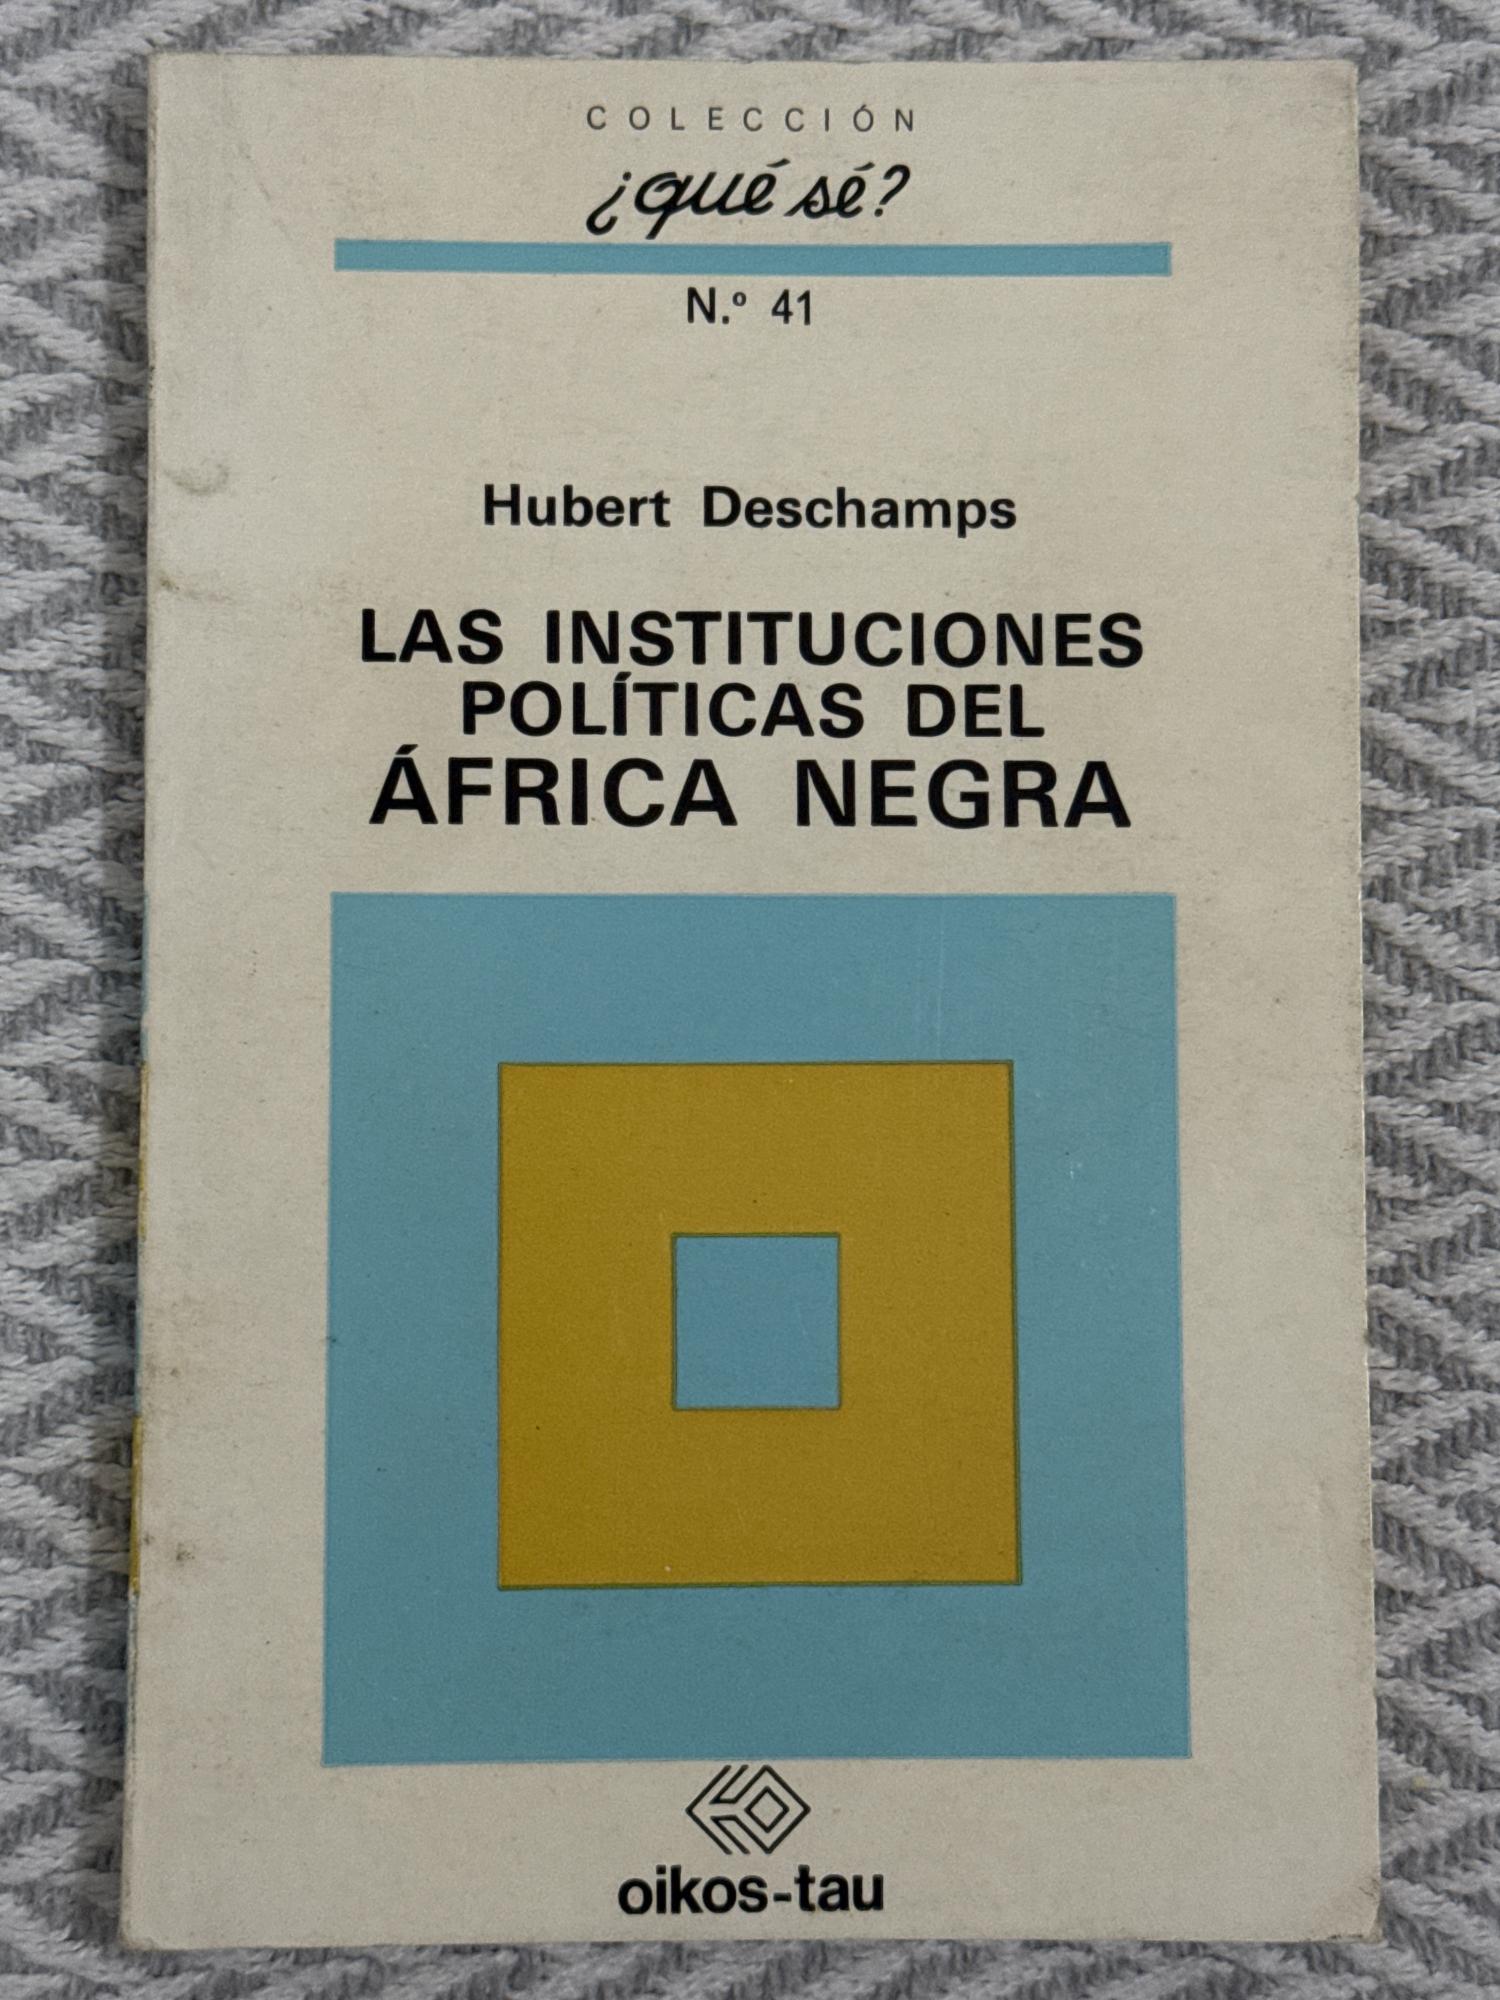 COLECCIÓN
¿qué sé?
N.º 41
Hubert Deschamps
LAS INSTITUCIONES
POLÍTICAS DEL
ÁFRICA NEGRA
oikos-tau